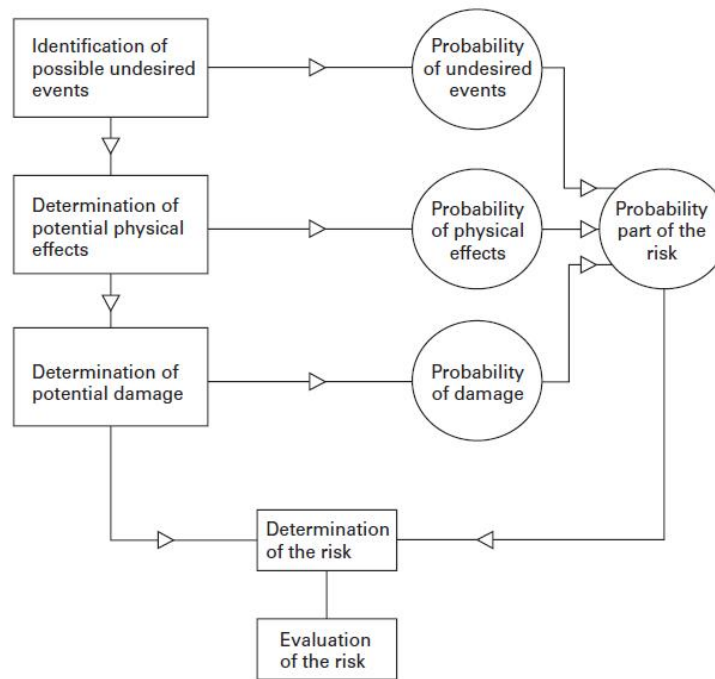 Identification of
possible undesired
events
Probability
of undesired
events
Determination of
potential physical
effects
Probability
of physical
effects
Probability
part of the
risk
Determination of
potential damage
Probability
of damage
Determination
of the risk
Evaluation
of the risk